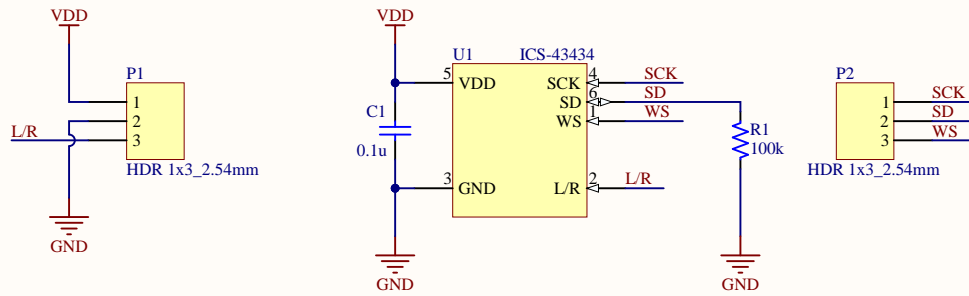 VDD
P1
1
2
3
L/R
HDR 1x3_2.54mm
GND
VDD
C1
0.1u
GND
U1 ICS-43434
5 VDD
3 GND
SCK 4 SCK
SD 6 SD
WS 1 WS
L/R 2 L/R
R1
100k
GND
P2
1 SCK
2 SD
3 WS
HDR 1x3_2.54mm